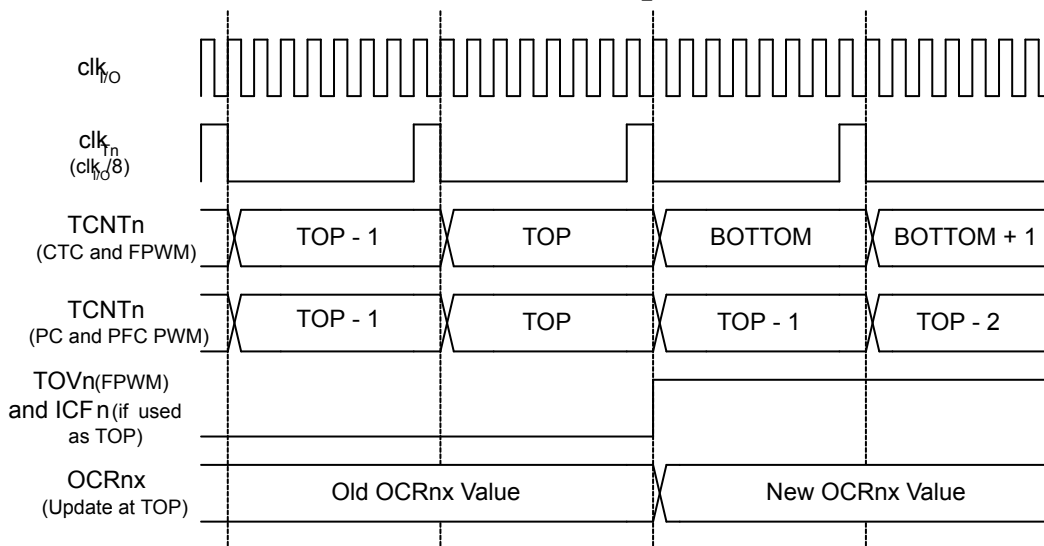 clkI/O
clkTn
(clkI/O/8)
TCNTn
(CTC and FPWM)
TOP - 1
TOP
BOTTOM
BOTTOM + 1
TCNTn
(PC and PFC PWM)
TOP - 1
TOP
TOP - 1
TOP - 2
TOVn(FPWM)
and ICFn(if used
as TOP)
OCRnx
(Update at TOP)
Old OCRnx Value
New OCRnx Value